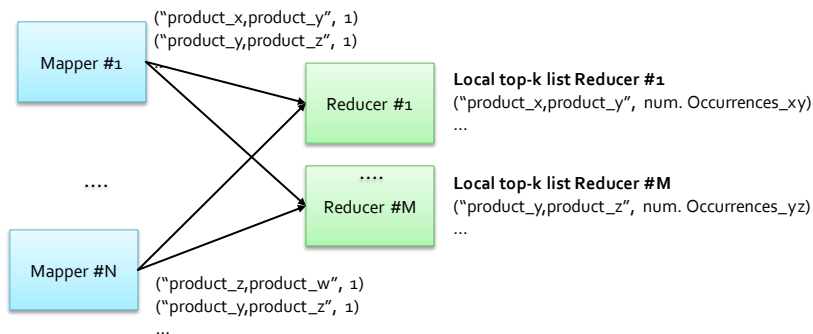 ("product_x,product_y", 1)
("product_y,product_z", 1)
...
Mapper #1
Reducer #1
Local top-k list Reducer #1
("product_x,product_y", num. Occurrences_xy)
...
....
....
Reducer #M
Local top-k list Reducer #M
("product_y,product_z", num. Occurrences_yz)
...
Mapper #N
("product_z,product_w", 1)
("product_y,product_z", 1)
...